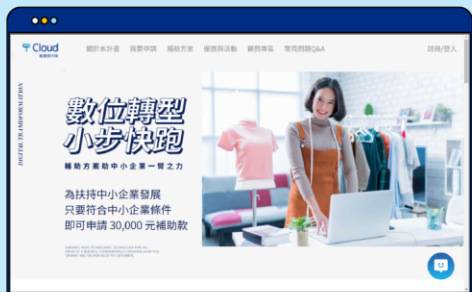 Cloud
關於本計畫 我要申請 補助方案 優惠與活動 顧問專區 常見問題Q&A 註冊/登入
DIGITAL TRANSFORMATION
數位轉型
小步快跑
輔助方案助中小企業一臂之力
為扶持中小企業發展
只要符合中小企業條件
即可申請 30,000 元補助款